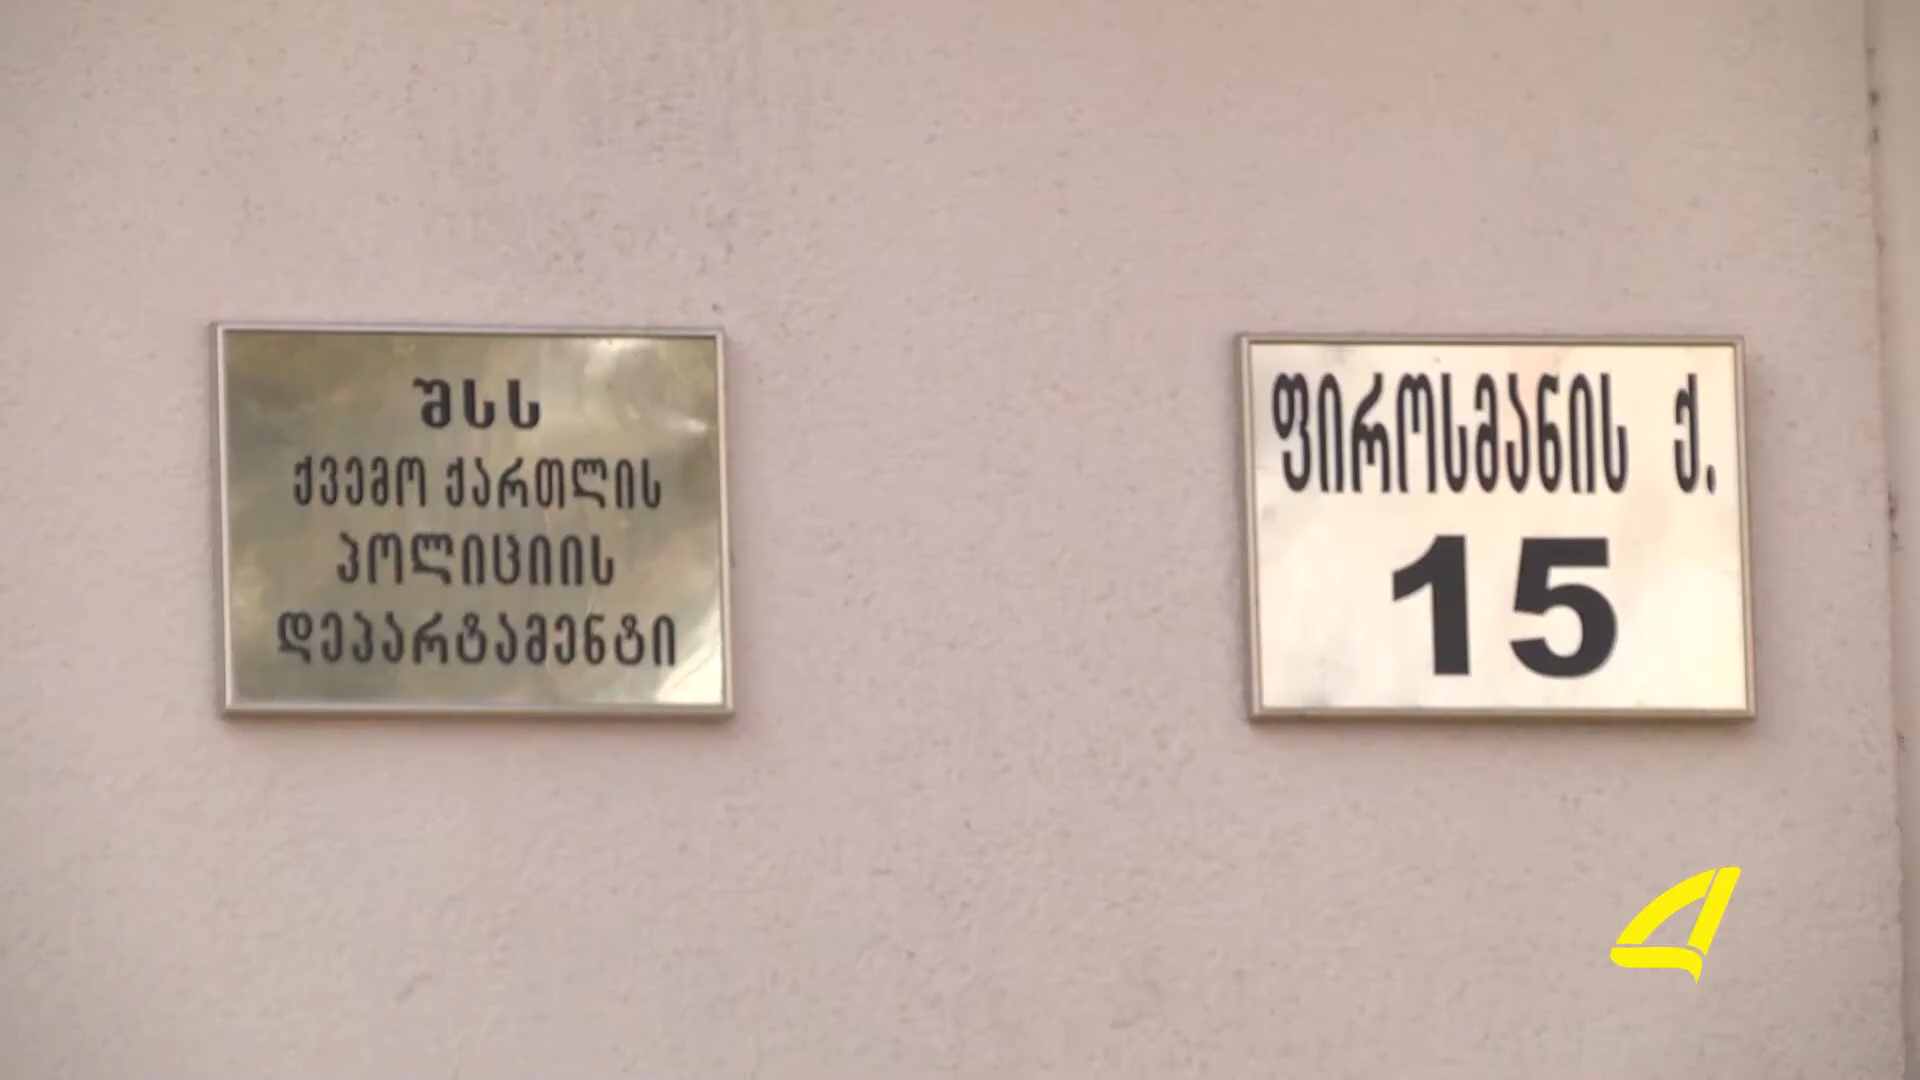 შსს
ქვემო ქართლის
პოლიციის
დეპარტამენტი
ფიროსმანის ქ.
15